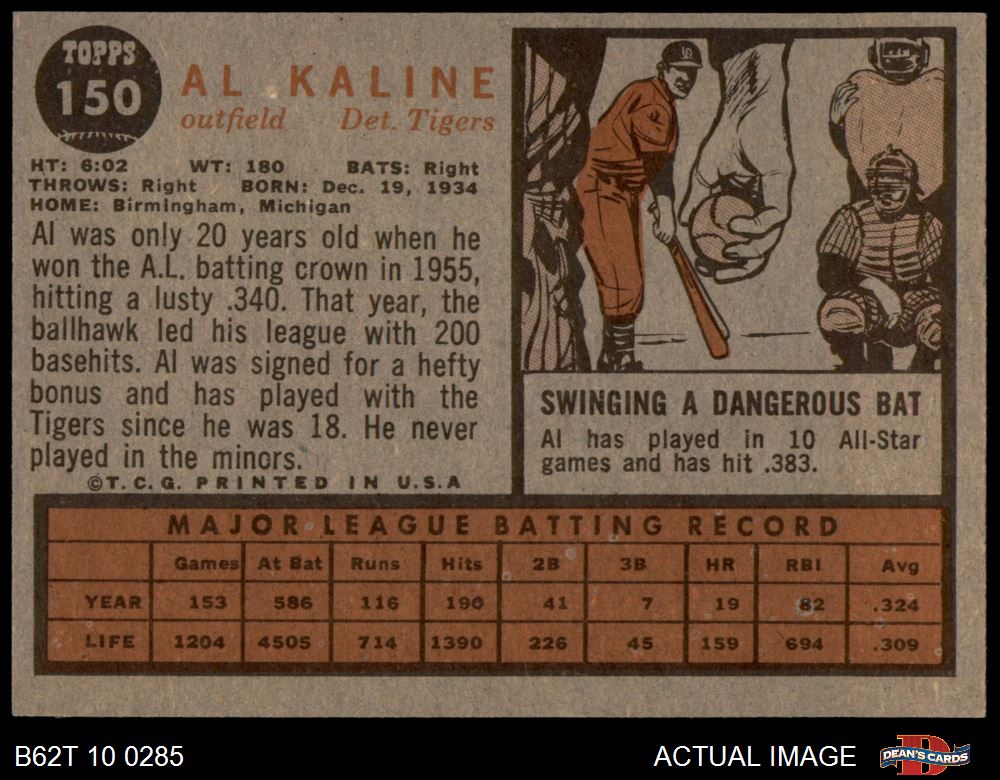 TOPPS
150
AL KALINE
outfield Det. Tigers
HT: 6:02 WT: 180 BATS: Right
THROWS: Right BORN: Dec. 19, 1934
HOME: Birmingham, Michigan
Al was only 20 years old when he
won the A.L. batting crown in 1955,
hitting a lusty .340. That year, the
ballhawk led his league with 200
basehits. Al was signed for a hefty
bonus and has played with the
Tigers since he was 18. He never
played in the minors.
©T.C.G. PRINTED IN U.S.A
SWINGING A DANGEROUS BAT
Al has played in 10 All-Star
games and has hit .383.
MAJOR LEAGUE BATTING RECORD
Games At Bat Runs Hits 2B 3B HR RBI Avg
YEAR 153 586 116 190 41 7 19 82 .324
LIFE 1204 4505 714 1390 226 45 159 694 .309
B62T 10 0285 ACTUAL IMAGE DEAN'S CARDS